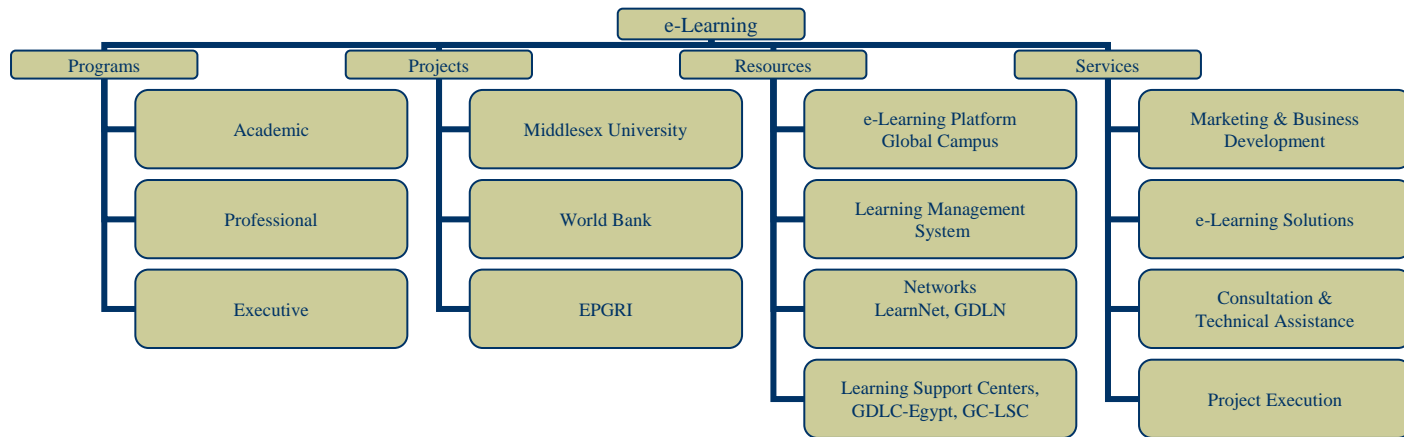 e-Learning
Programs
Projects
Resources
Services
Academic
Middlesex University
e-Learning Platform
Global Campus
Marketing & Business
Development
Professional
World Bank
Learning Management
System
e-Learning Solutions
Executive
EPGRI
Networks
LearnNet, GDLN
Consultation &
Technical Assistance
Learning Support Centers,
GDLC-Egypt, GC-LSC
Project Execution